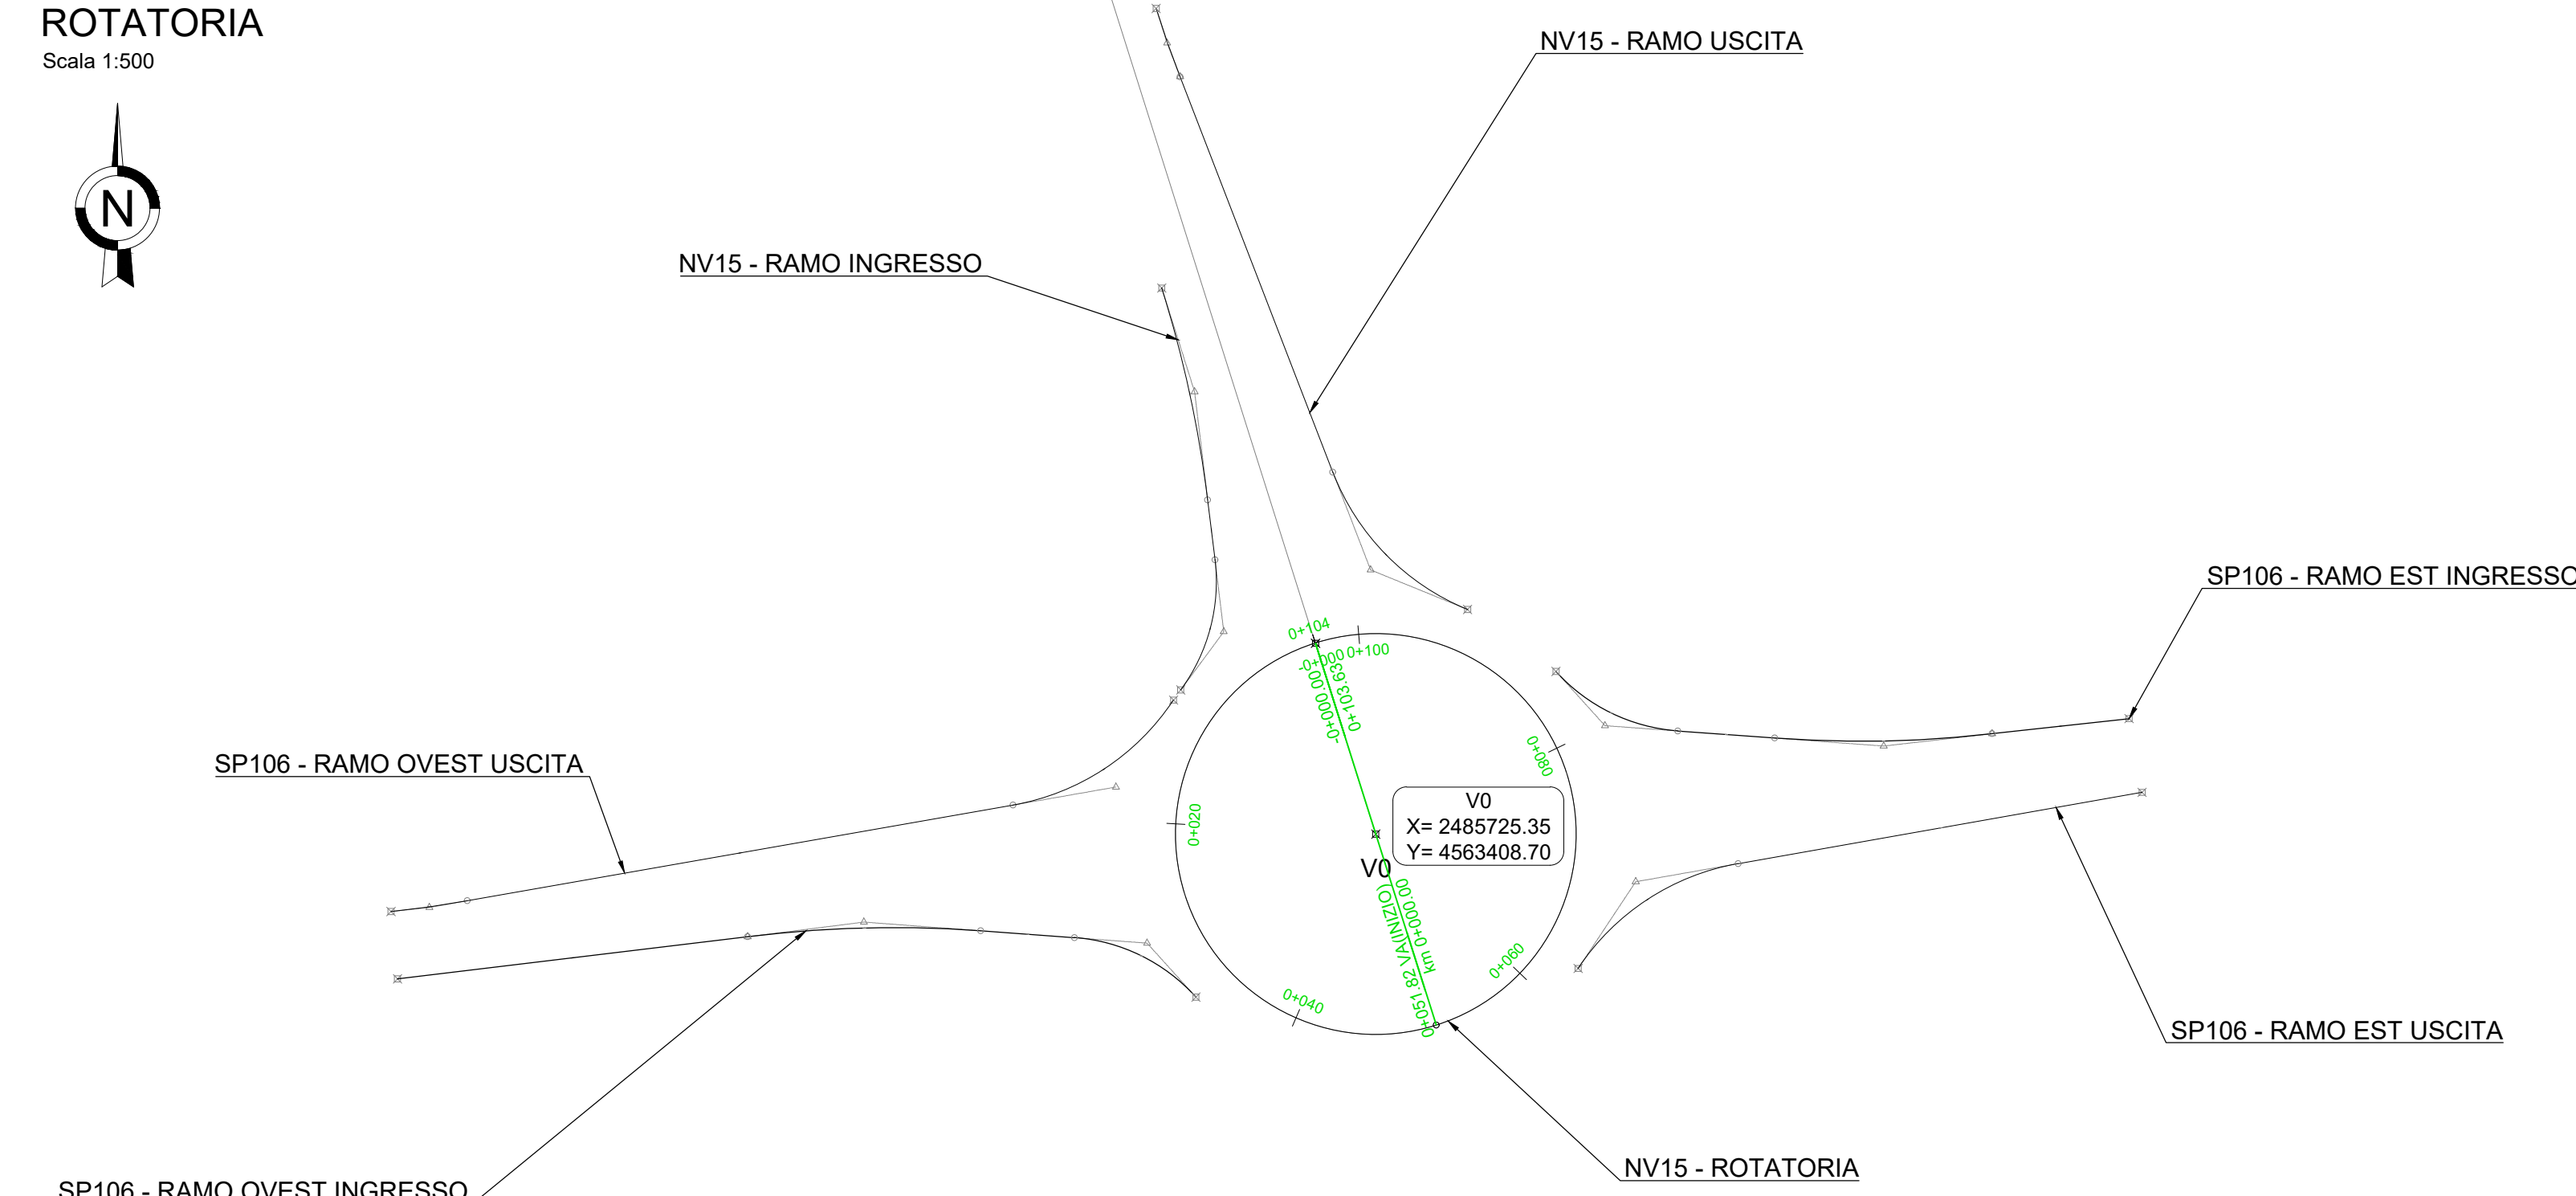 ROTATORIA
Scala 1:500
N
NV15 - RAMO USCITA
NV15 - RAMO INGRESSO
SP106 - RAMO EST INGRESSO
0+104
-0+000
0+100
-0+000.00
0+103.63
0+080
SP106 - RAMO OVEST USCITA
0+020
V0
X= 2485725.35
Y= 4563408.70
V0
0+051.82 VA(INIZIO)
km 0+000.00
0+060
0+040
SP106 - RAMO EST USCITA
NV15 - ROTATORIA
SP106 - RAMO OVEST INGRESSO